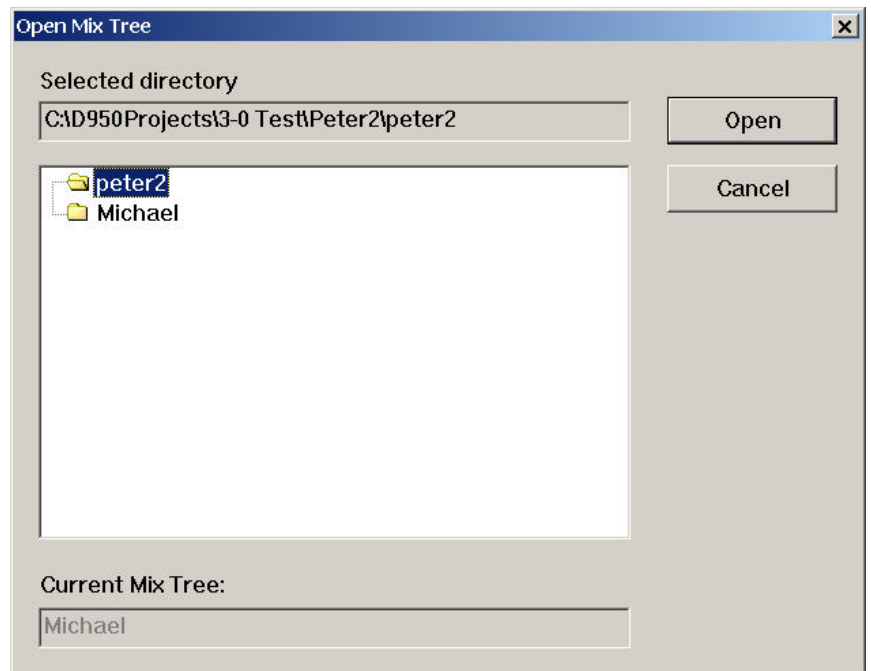 Open Mix Tree
Selected directory
C:\D950Projects\3-0 Test\Peter2\peter2
Open
peter2
Cancel
Michael
Current Mix Tree:
Michael